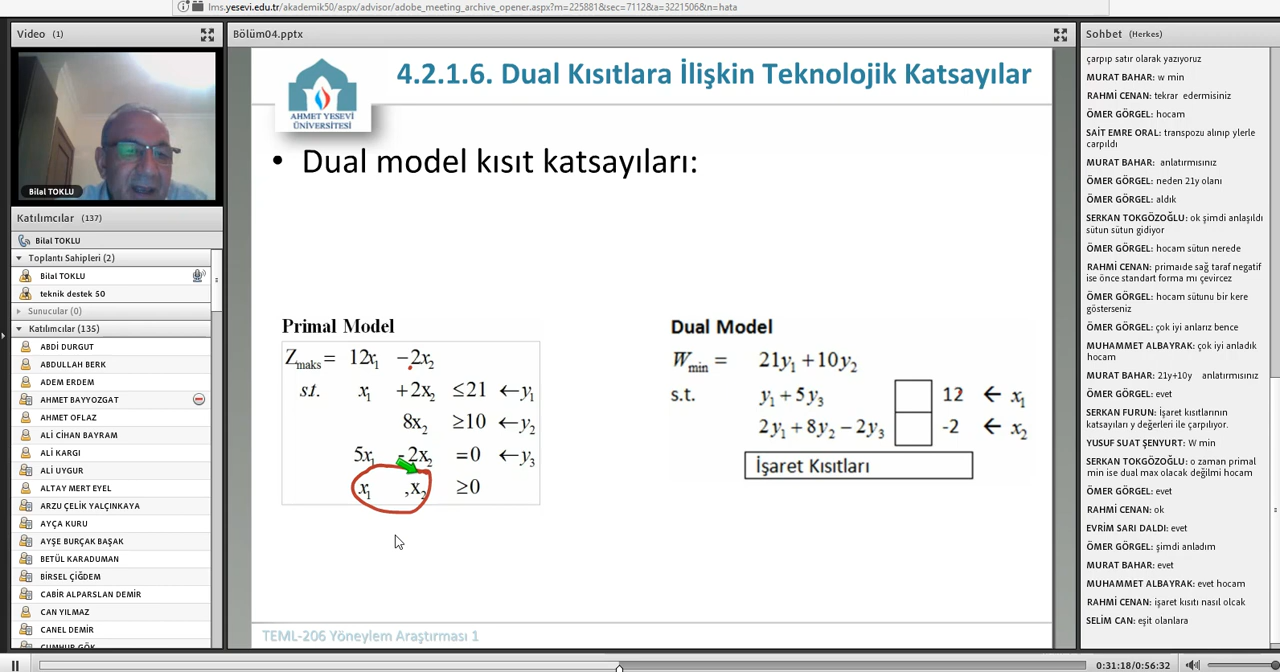 lms.yesevi.edu.tr/akademik50/aspx/advisor/adobe_meeting_archive_opener.aspx?m=225881&sec=7112&a=3221506&n=hata
Video (1)
Bilal TOKLU
Katılımcılar (137)
Bilal TOKLU
Toplantı Sahipleri (2)
Bilal TOKLU
teknik destek 50
Sunucular (0)
Katılımcılar (135)
ABDİ DURGUT
ABDULLAH BERK
ADEM ERDEM
AHMET BAYYOZGAT
AHMET OFLAZ
ALİ CİHAN BAYRAM
ALİ KARGI
ALİ UYGUR
ALTAY MERT EYEL
ARZU ÇELİK YALÇINKAYA
AYÇA KURU
AYŞE BURÇAK BAŞAK
BETÜL KARADUMAN
BİRSEL ÇİĞDEM
CABİR ALPARSLAN DEMİR
CAN YILMAZ
CANEL DEMİR
CUMHUR GÖK
Bölüm04.pptx
AHMET YESEVİ
ÜNİVERSİTESİ
4.2.1.6. Dual Kısıtlara İlişkin Teknolojik Katsayılar
• Dual model kısıt katsayıları:
Primal Model
Zmaks = 12x₁ −2x₂
st. x₁ +2x₂ ≤21 ←y₁
8x₂ ≥10 ←y₂
5x₁ -2x₂ =0 ←y₃
x₁ ,x₂ ≥0
Dual Model
Wmin = 21y₁ +10y₂
s.t. y₁ + 5y₃ 12 ← x₁
2y₁ + 8y₂ − 2y₃ -2 ← x₂
İşaret Kısıtları
TEML-206 Yöneylem Araştırması 1
Sohbet (Herkes)
çarpıp satır olarak yazıyoruz
MURAT BAHAR: w min
RAHMİ CENAN: tekrar edermisiniz
ÖMER GÖRGEL: hocam
SAİT EMRE ORAL: transpozu alınıp ylerle
çarpıldı
MURAT BAHAR: anlatırmısınız
ÖMER GÖRGEL: neden 21y olanı
ÖMER GÖRGEL: aldık
SERKAN TOKGÖZOĞLU: ok şimdi anlaşıldı
sütun sütun gidiyor
ÖMER GÖRGEL: hocam sütun nerede
RAHMİ CENAN: primaıde sağ taraf negatif
ise önce standart forma mı çevircez
ÖMER GÖRGEL: hocam sütunu bir kere
gösterseniz
ÖMER GÖRGEL: çok iyi anlarız bence
MUHAMMET ALBAYRAK: çok iyi anladık
hocam
MURAT BAHAR: 21y+10y anlatırmısınız
ÖMER GÖRGEL: evet
SERKAN FURUN: İşaret kısıtlarının
katsayılı y değerleri ile çarpılıyor.
YUSUF SUAT ŞENYURT: W min
SERKAN TOKGÖZOĞLU: o zaman primal
min ise dual max olacak değilmi hocam
ÖMER GÖRGEL: evet
RAHMİ CENAN: ok
EVRİM SARI DALDI: evet
ÖMER GÖRGEL: şimdi anladım
MURAT BAHAR: evet
MUHAMMET ALBAYRAK: evet hocam
RAHMİ CENAN: işaret kısıtı nasıl olcak
SELİM CAN: eşit olanlara
0:31:18/0:56:32